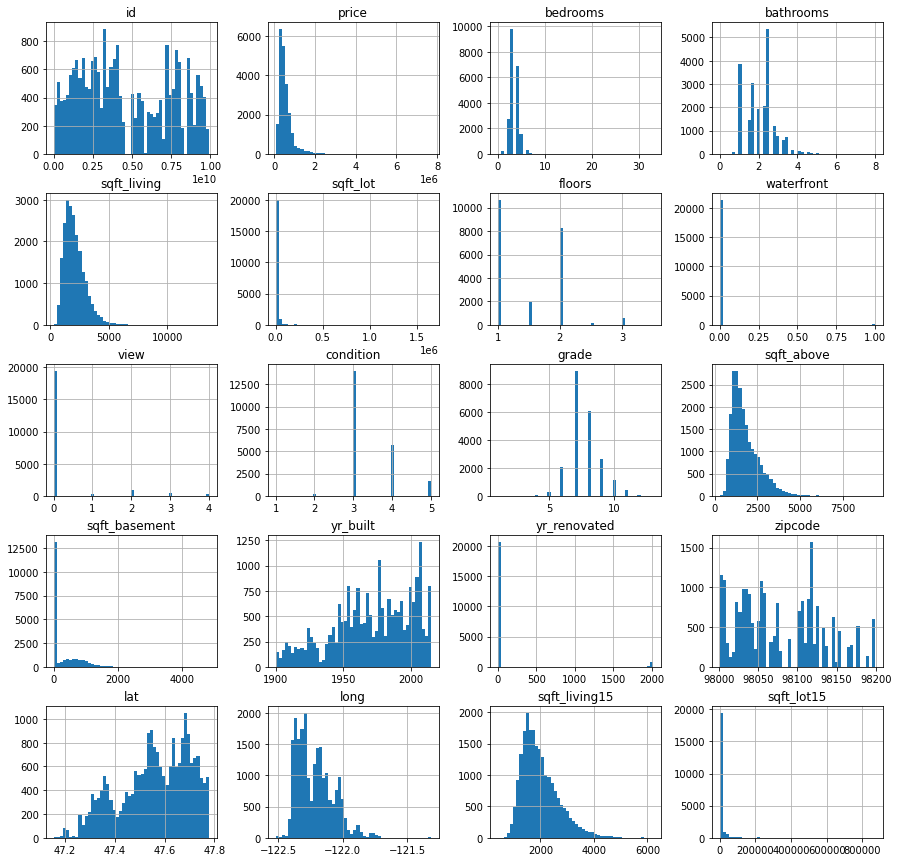 id price bedrooms bathrooms
800 600 400 200 0
6000 4000 2000 0
10000 8000 6000 4000 2000 0
5000 4000 3000 2000 1000 0
0.00 0.25 0.50 0.75 1.00
1e10
0 2 4 6 8
1e6
0 10 20 30
0 2 4 6 8
sqft_living sqft_lot floors waterfront
3000 2000 1000 0
20000 15000 10000 5000 0
10000 8000 6000 4000 2000 0
20000 15000 10000 5000 0
0 5000 10000
0.0 0.5 1.0 1.5
1e6
1 2 3
0.00 0.25 0.50 0.75 1.00
view condition grade sqft_above
20000 17500 15000 12500 10000 7500 5000 2500 0
12500 10000 7500 5000 2500 0
8000 6000 4000 2000 0
2500 2000 1500 1000 500 0
0 1 2 3 4
1 2 3 4 5
5 10
0 2500 5000 7500
sqft_basement yr_built yr_renovated zipcode
12500 10000 7500 5000 2500 0
1250 1000 750 500 250 0
20000 15000 10000 5000 0
1500 1000 500 0
0 2000 4000
1900 1950 2000
0 500 1000 1500 2000
98000 98050 98100 98150 98200
lat long sqft_living15 sqft_lot15
1000 800 600 400 200 0
2000 1500 1000 500 0
2000 1500 1000 500 0
20000 15000 10000 5000 0
47.2 47.4 47.6 47.8
−122.5 −122.0 −121.5
2000 4000 6000
0 200000 400000 600000 800000